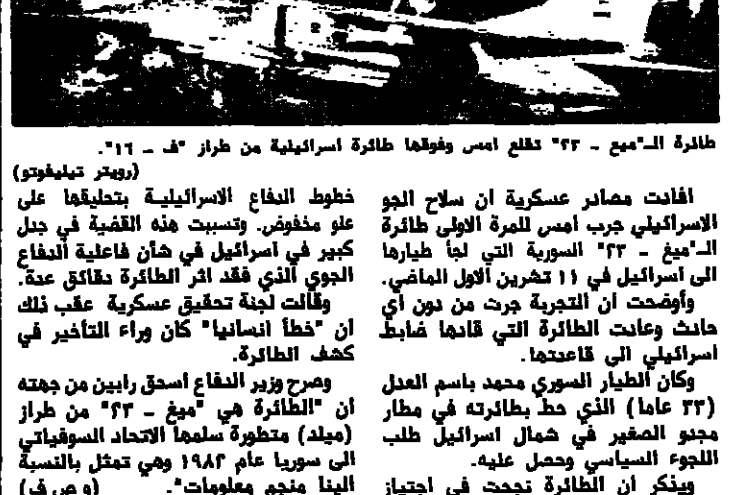 طائرة الـ"ميغ ـ ٢٣" تقلع امس وفوقها طائرة اسرائيلية من طراز "ف ـ ١٦".
(رويتر تيليفوتو)
افادت مصادر عسكرية ان سلاح الجو
الاسرائيلي جرب امس للمرة الاولى طائرة
الـ"ميغ ـ ٢٣" السورية التي لجأ طيارها
الى اسرائيل في ١١ تشرين الاول الماضي.
وأوضحت ان التجربة جرت من دون أي
حادث وعادت الطائرة التي قادها ضابط
اسرائيلي الى قاعدتها.
وكان الطيار السوري محمد باسم العدل
(٣٣ عاما) الذي حط بطائرته في مطار
مجدو الصغير في شمال اسرائيل طلب
اللجوء السياسي وحصل عليه.
ويذكر ان الطائرة نجحت في اجتياز
خطوط الدفاع الاسرائيلية بتحليقها على
علو مخفوض. وتسببت هذه القضية في جدل
كبير في اسرائيل في شأن فاعلية الدفاع
الجوي الذي فقد اثر الطائرة دقائق عدة.
وقالت لجنة تحقيق عسكرية عقب ذلك
ان "خطأ انسانيا" كان وراء التأخير في
كشف الطائرة.
وصرح وزير الدفاع اسحق رابين من جهته
أن "الطائرة هي "ميغ ـ ٢٣" من طراز
(ميلد) متطورة سلمها الاتحاد السوفياتي
الى سوريا عام ١٩٨٣ وهي تمثل بالنسبة
الينا منجم معلومات". (و ص ف)